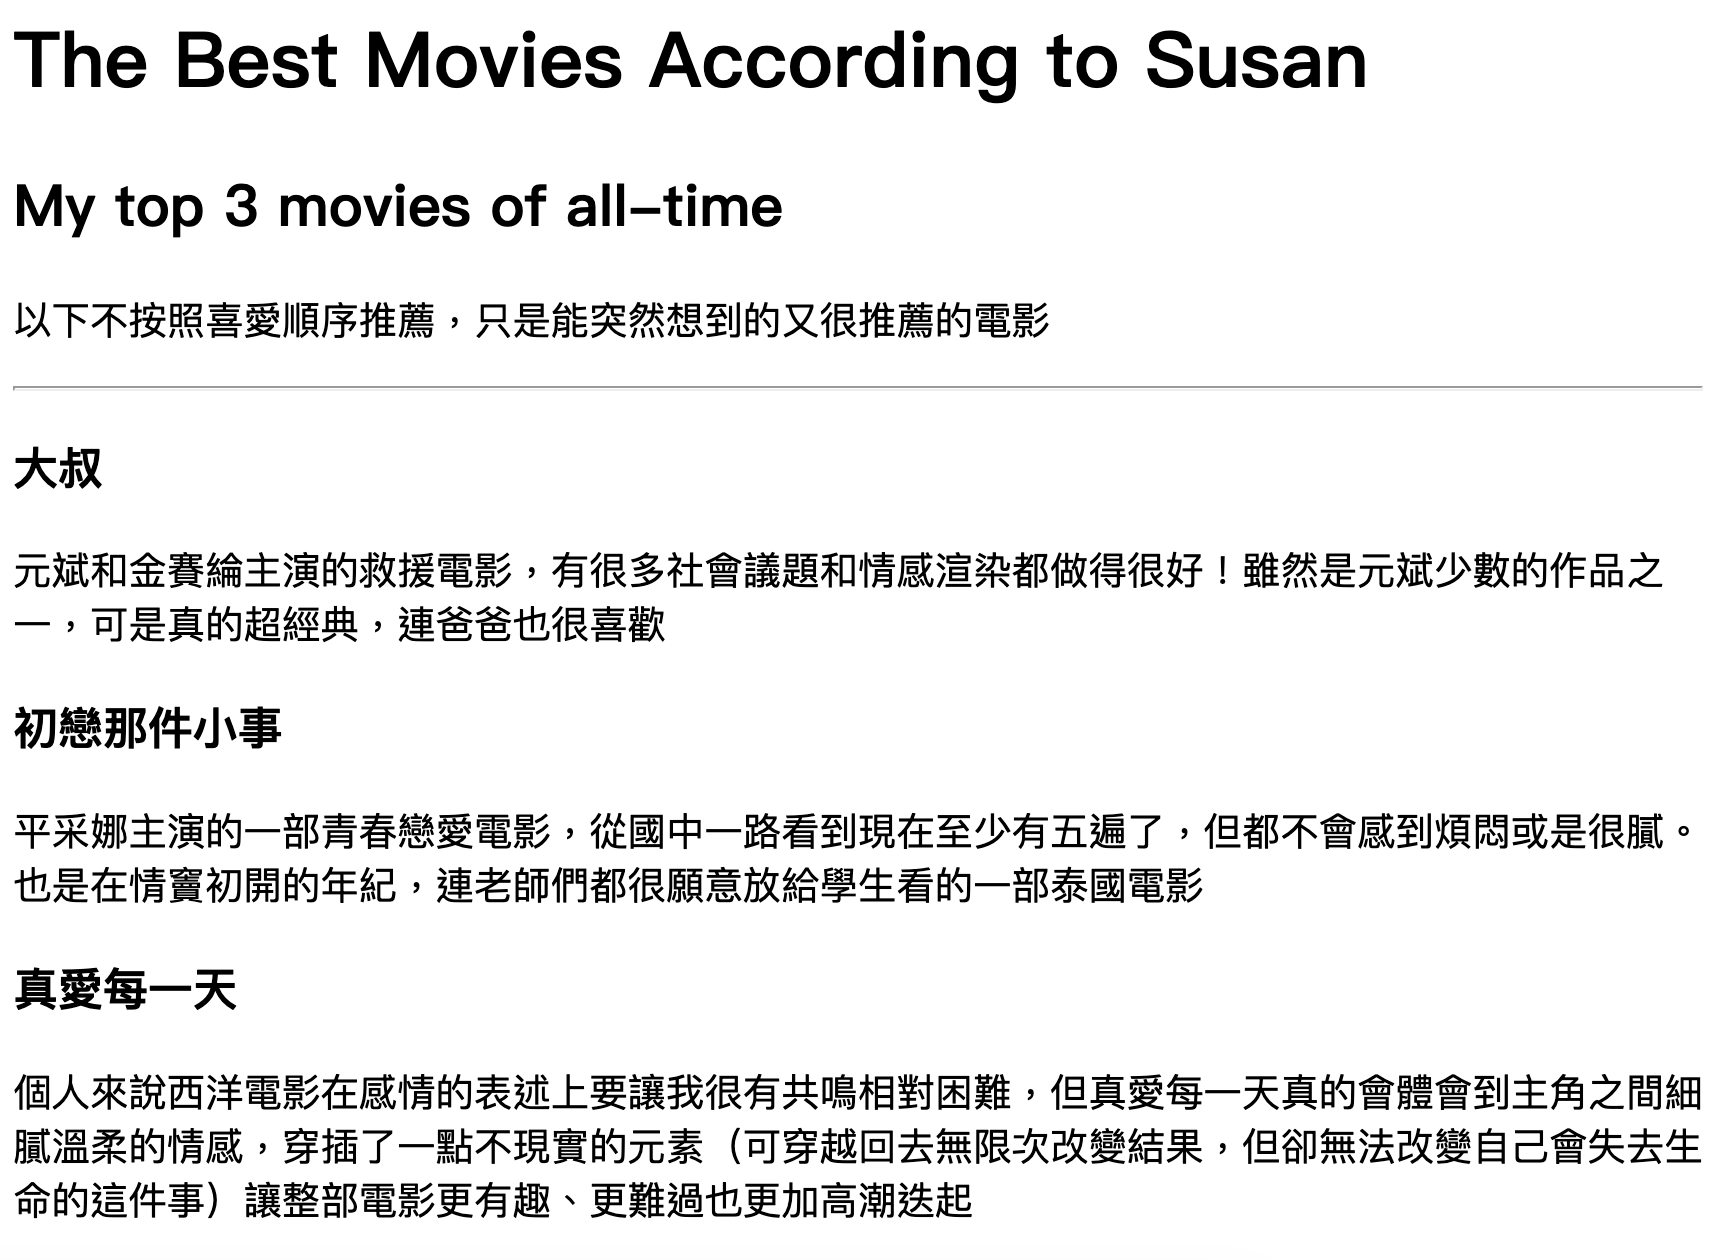 The Best Movies According to Susan
My top 3 movies of all-time
以下不按照喜愛順序推薦，只是能突然想到的又很推薦的電影
大叔
元斌和金賽綸主演的救援電影，有很多社會議題和情感渲染都做得很好！雖然是元斌少數的作品之
一，可是真的超經典，連爸爸也很喜歡
初戀那件小事
平采娜主演的一部青春戀愛電影，從國中一路看到現在至少有五遍了，但都不會感到煩悶或是很膩。
也是在情竇初開的年紀，連老師們都很願意放給學生看的一部泰國電影
真愛每一天
個人來說西洋電影在感情的表述上要讓我很有共鳴相對困難，但真愛每一天真的會體會到主角之間細
膩溫柔的情感，穿插了一點不現實的元素（可穿越回去無限次改變結果，但卻無法改變自己會失去生
命的這件事）讓整部電影更有趣、更難過也更加高潮迭起